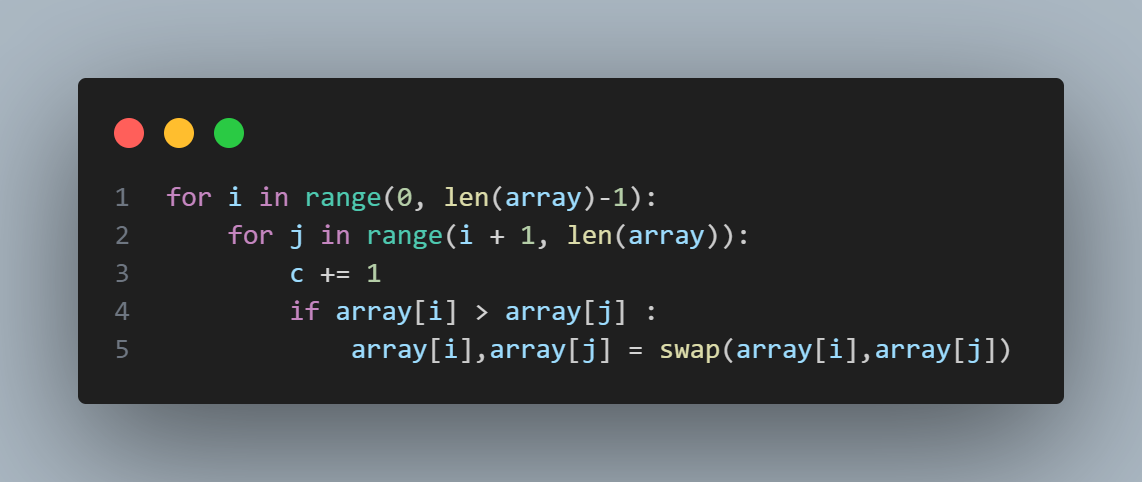 1 for i in range(0, len(array)-1):
2     for j in range(i + 1, len(array)):
3         c += 1
4         if array[i] > array[j] :
5             array[i],array[j] = swap(array[i],array[j])